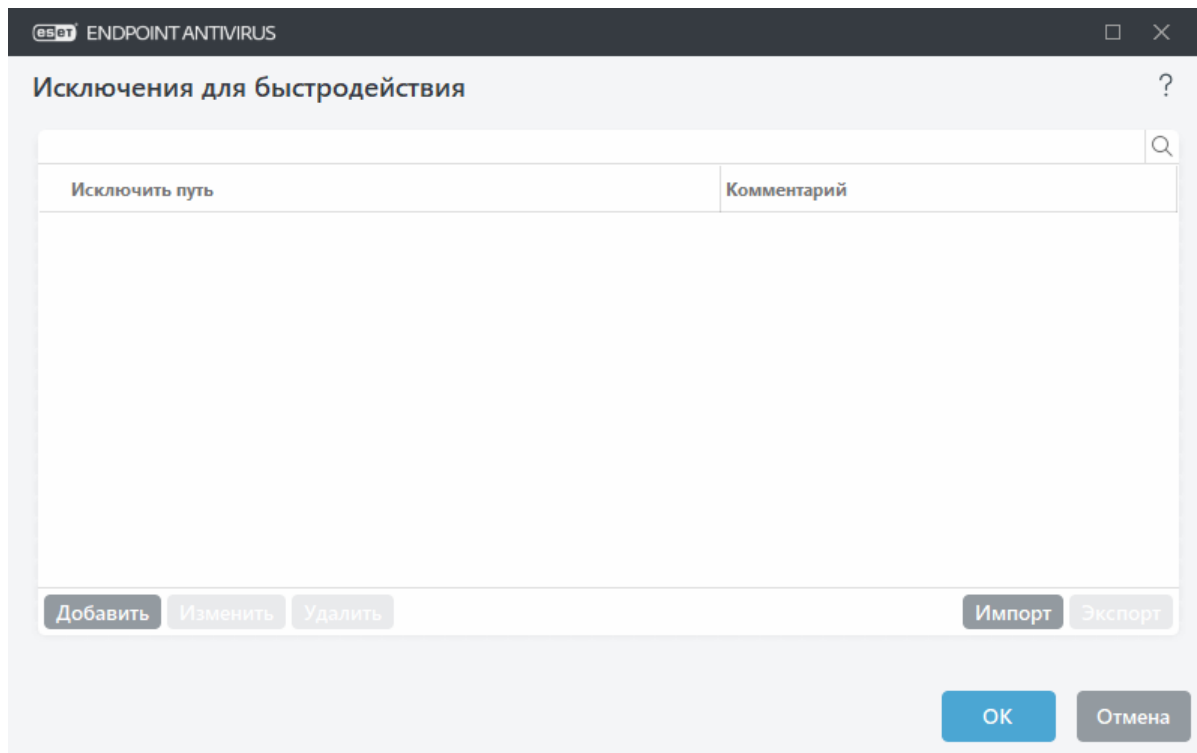 eset ENDPOINT ANTIVIRUS
Исключения для быстродействия ?
Исключить путь Комментарий
Добавить Изменить Удалить Импорт Экспорт
OK Отмена